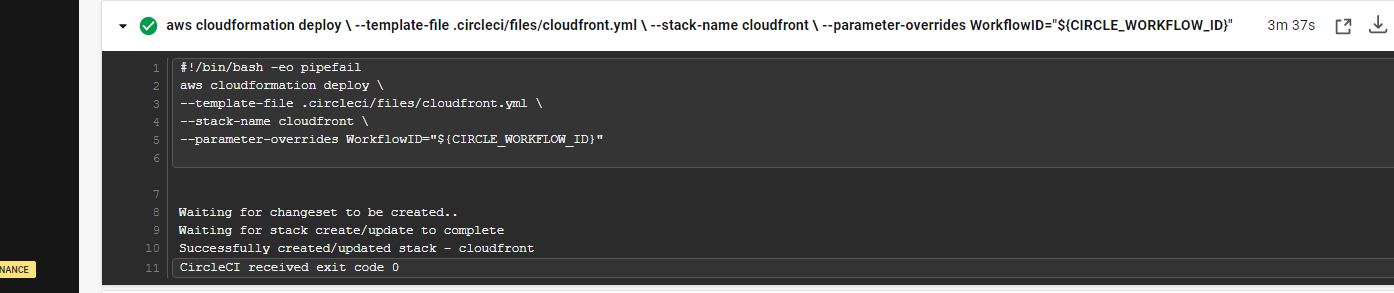 aws cloudformation deploy \ --template-file .circleci/files/cloudfront.yml \ --stack-name cloudfront \ --parameter-overrides WorkflowID="${CIRCLE_WORKFLOW_ID}" 3m 37s
1 #!/bin/bash -eo pipefail
2 aws cloudformation deploy \
3 --template-file .circleci/files/cloudfront.yml \
4 --stack-name cloudfront \
5 --parameter-overrides WorkflowID="${CIRCLE_WORKFLOW_ID}"
6
7
8 Waiting for changeset to be created..
9 Waiting for stack create/update to complete
10 Successfully created/updated stack - cloudfront
11 CircleCI received exit code 0
NANCE